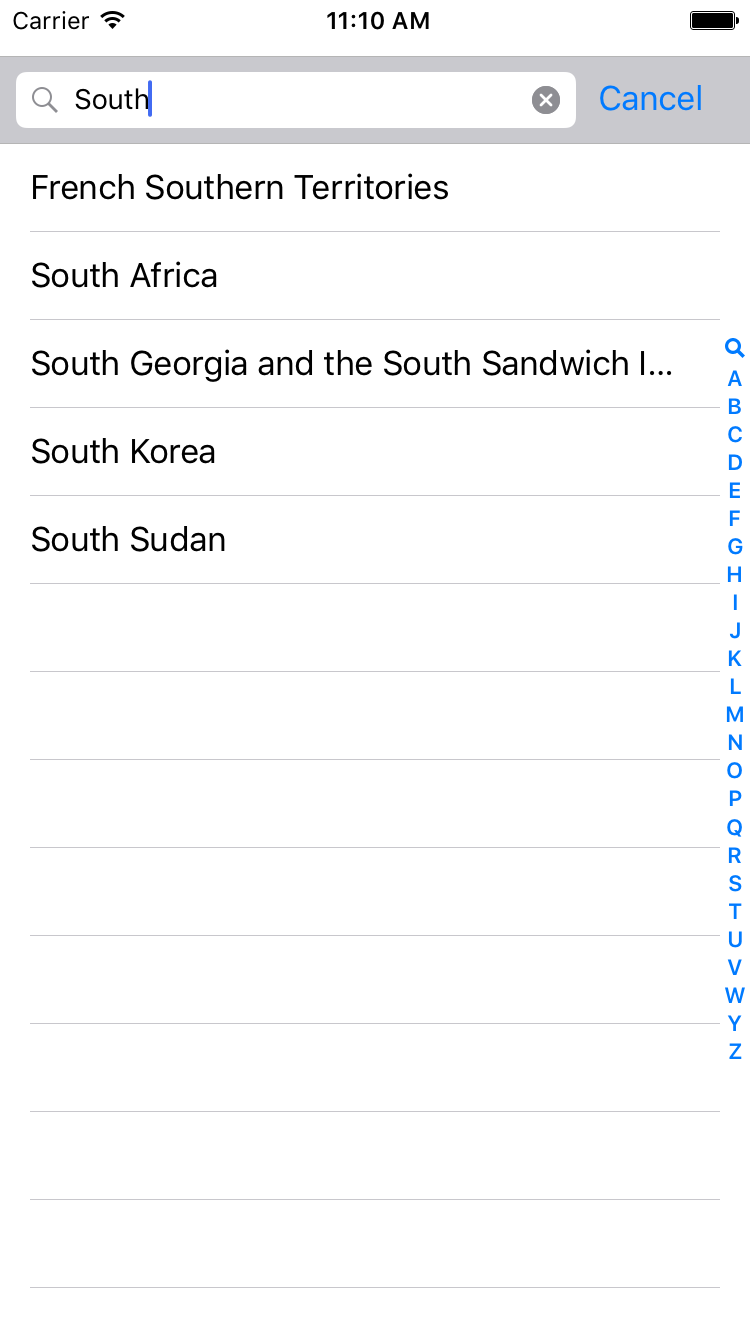 Carrier 11:10 AM
South Cancel
French Southern Territories
South Africa
South Georgia and the South Sandwich I...
South Korea
South Sudan
A
B
C
D
E
F
G
H
I
J
K
L
M
N
O
P
Q
R
S
T
U
V
W
Y
Z